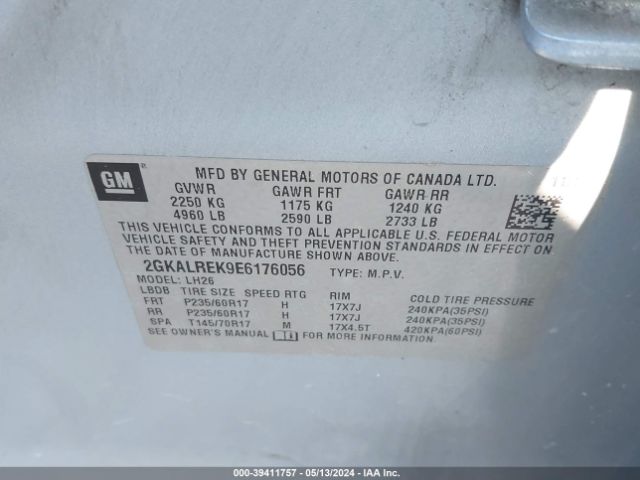 GM
MFD BY GENERAL MOTORS OF CANADA LTD.
GVWR GAWR FRT GAWR RR
2250 KG 1175 KG 1240 KG
4960 LB 2590 LB 2733 LB
THIS VEHICLE CONFORMS TO ALL APPLICABLE U.S. FEDERAL MOTOR
VEHICLE SAFETY AND THEFT PREVENTION STANDARDS IN EFFECT ON
THE DATE OF MANUFACTURE SHOWN ABOVE.
2GKALREK9E6176056 TYPE: M.P.V.
MODEL: LH26
LBDB TIRE SIZE SPEED RTG RIM COLD TIRE PRESSURE
FRT P235/60R17 H 17X7J 240KPA(35PSI)
RR P235/60R17 H 17X7J 240KPA(35PSI)
SPA T145/70R17 M 17X4.5T 420KPA(60PSI)
SEE OWNER'S MANUAL FOR MORE INFORMATION.
000-39411757 - 05/13/2024 - IAA Inc.